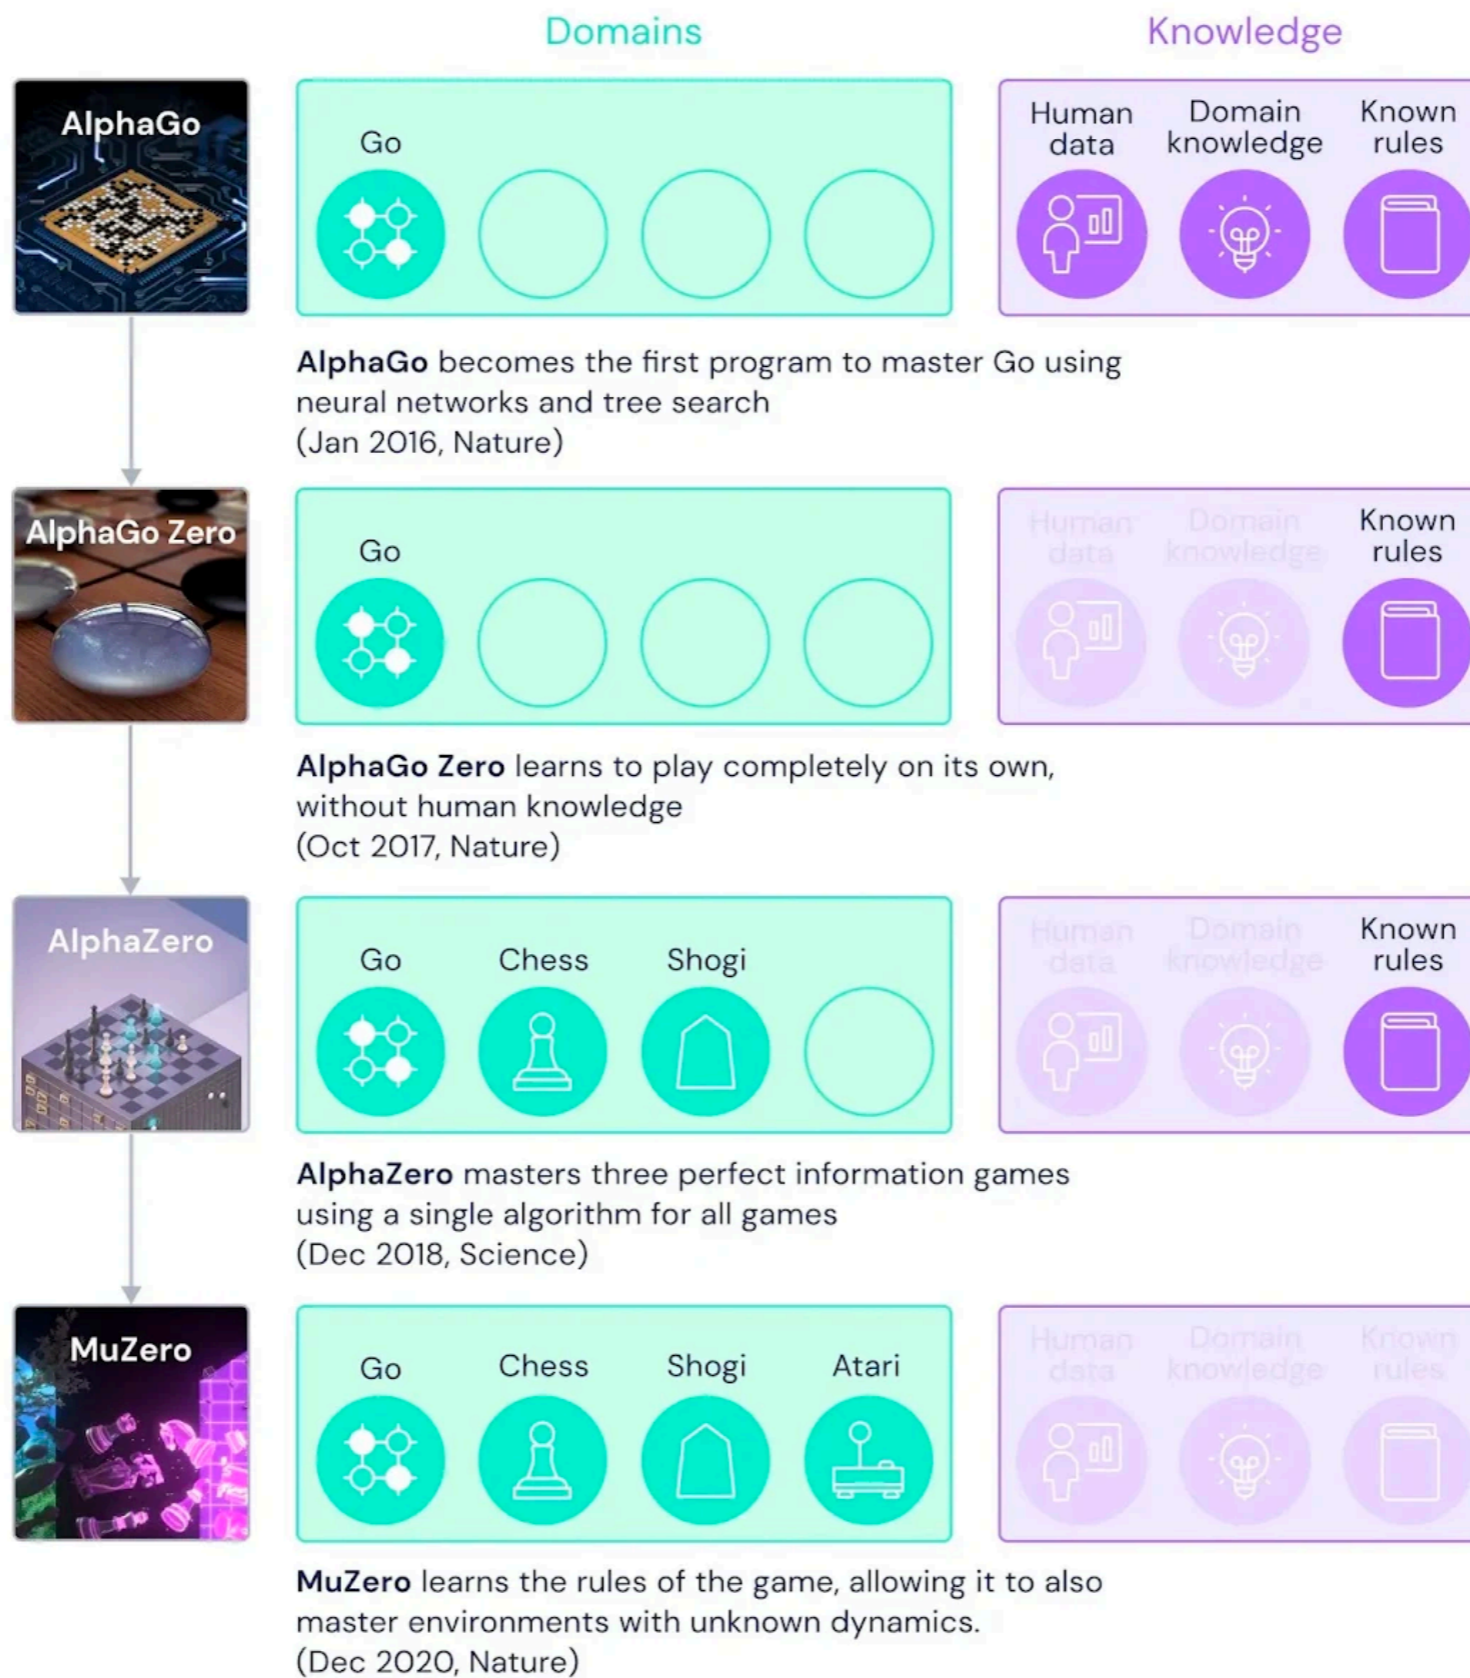 Domains
Knowledge
AlphaGo
Go
Human data
Domain knowledge
Known rules
AlphaGo becomes the first program to master Go using
neural networks and tree search
(Jan 2016, Nature)
AlphaGo Zero
Go
Human data
Domain knowledge
Known rules
AlphaGo Zero learns to play completely on its own,
without human knowledge
(Oct 2017, Nature)
AlphaZero
Go
Chess
Shogi
Human data
Domain knowledge
Known rules
AlphaZero masters three perfect information games
using a single algorithm for all games
(Dec 2018, Science)
MuZero
Go
Chess
Shogi
Atari
Human data
Domain knowledge
Known rules
MuZero learns the rules of the game, allowing it to also
master environments with unknown dynamics.
(Dec 2020, Nature)